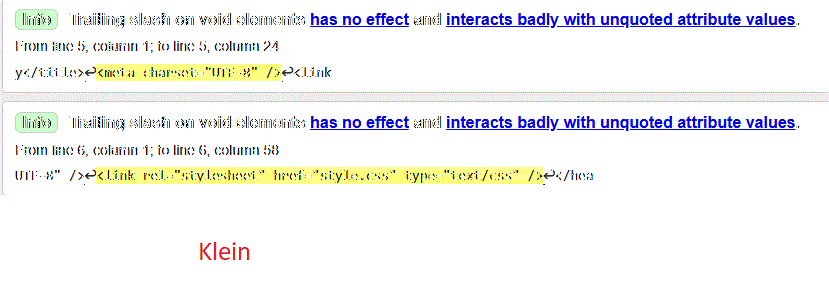 Info Trailing slash on void elements has no effect and interacts badly with unquoted attribute values.
From line 5, column 1; to line 5, column 24
y</title>↩<meta charset="UTF-8" />↩<link
Info Trailing slash on void elements has no effect and interacts badly with unquoted attribute values.
From line 6, column 1; to line 6, column 58
UTF-8" />↩<link rel="stylesheet" href="style.css" type="text/css" />↩</hea
Klein